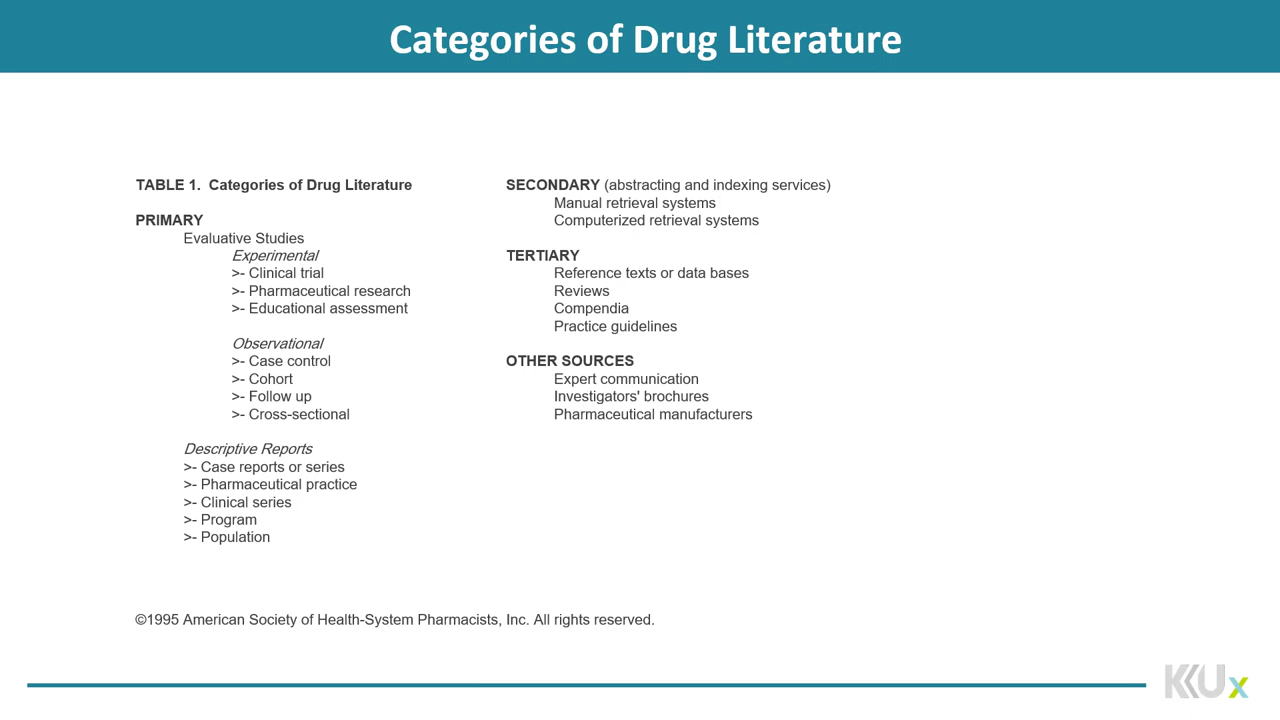 Categories of Drug Literature
TABLE 1. Categories of Drug Literature
PRIMARY
Evaluative Studies
Experimental
>- Clinical trial
>- Pharmaceutical research
>- Educational assessment
Observational
>- Case control
>- Cohort
>- Follow up
>- Cross-sectional
Descriptive Reports
>- Case reports or series
>- Pharmaceutical practice
>- Clinical series
>- Program
>- Population
SECONDARY (abstracting and indexing services)
Manual retrieval systems
Computerized retrieval systems
TERTIARY
Reference texts or data bases
Reviews
Compendia
Practice guidelines
OTHER SOURCES
Expert communication
Investigators' brochures
Pharmaceutical manufacturers
©1995 American Society of Health-System Pharmacists, Inc. All rights reserved.
KKUx